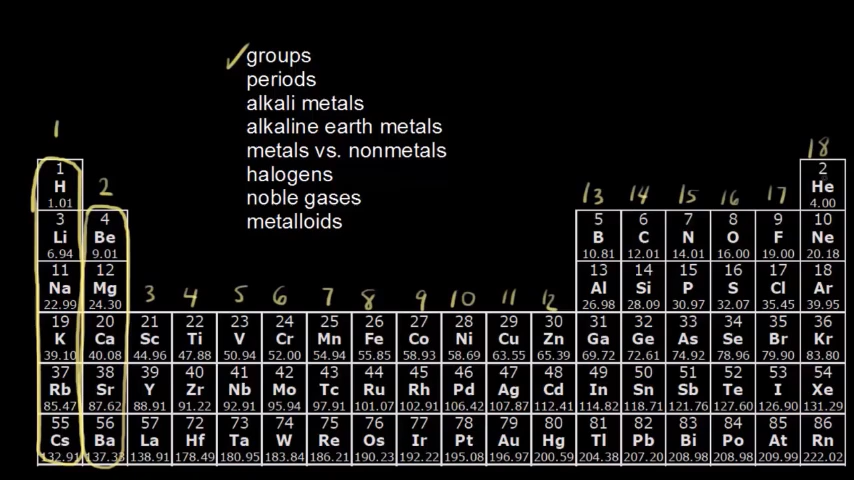 groups
periods
alkali metals
alkaline earth metals
metals vs. nonmetals
halogens
noble gases
metalloids
1 18
1 2
H He
1.01 4.00
2 13 14 15 16 17
3 4 5 6 7 8 9 10
Li Be B C N O F Ne
6.94 9.01 10.81 12.01 14.01 16.00 19.00 20.18
11 12 13 14 15 16 17 18
Na Mg Al Si P S Cl Ar
22.99 24.30 26.98 28.09 30.97 32.07 35.45 39.95
3 4 5 6 7 8 9 10 11 12
19 20 21 22 23 24 25 26 27 28 29 30 31 32 33 34 35 36
K Ca Sc Ti V Cr Mn Fe Co Ni Cu Zn Ga Ge As Se Br Kr
39.10 40.08 44.96 47.88 50.94 52.00 54.94 55.85 58.93 58.69 63.55 65.39 69.72 72.61 74.92 78.96 79.90 83.80
37 38 39 40 41 42 43 44 45 46 47 48 49 50 51 52 53 54
Rb Sr Y Zr Nb Mo Tc Ru Rh Pd Ag Cd In Sn Sb Te I Xe
85.47 87.62 88.91 91.22 92.91 95.94 97.91 101.07 102.91 106.42 107.87 112.41 114.82 118.71 121.76 127.60 126.90 131.29
55 56 57 72 73 74 75 76 77 78 79 80 81 82 83 84 85 86
Cs Ba La Hf Ta W Re Os Ir Pt Au Hg Tl Pb Bi Po At Rn
132.91 137.33 138.91 178.49 180.95 183.84 186.21 190.23 192.22 195.08 196.97 200.59 204.38 207.20 208.98 208.98 209.99 222.02